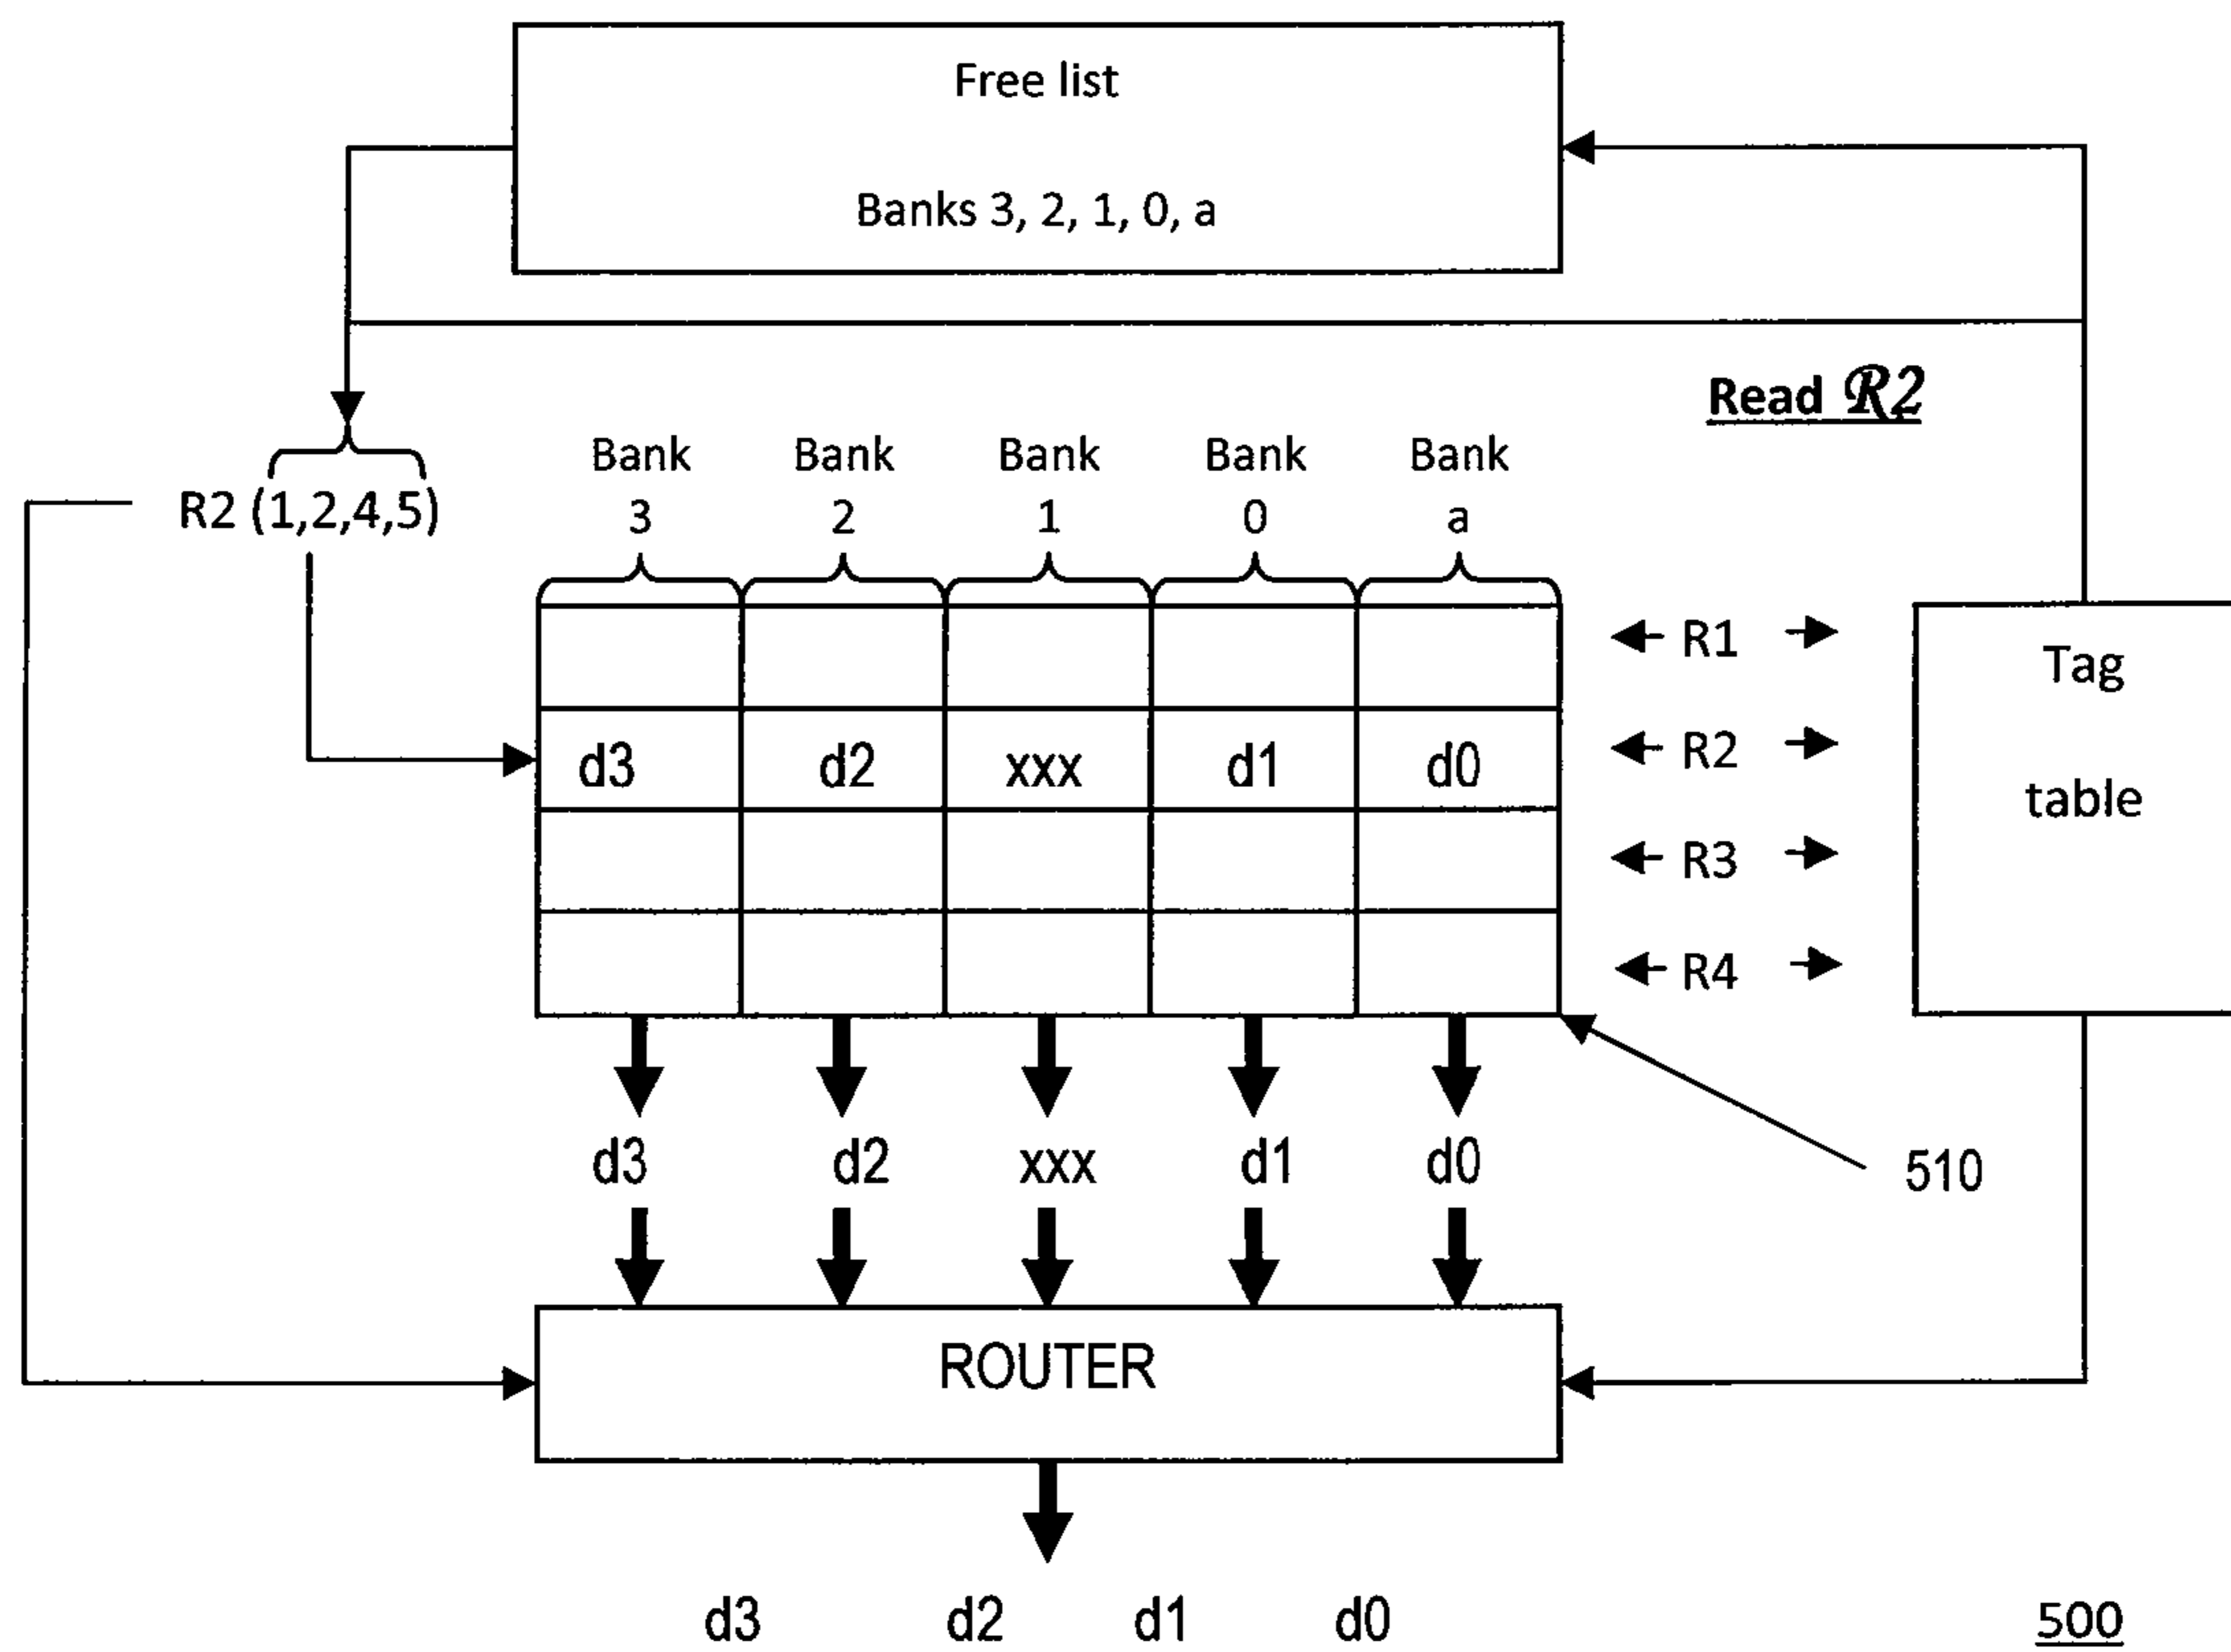 Free list
Banks 3, 2, 1, 0, a
Read R2
Bank Bank Bank Bank Bank
R2 (1,2,4,5) 3 2 1 0 a
R1
Tag
d3 d2 xxx d1 d0 R2
table
R3
R4
d3 d2 xxx d1 d0 510
ROUTER
d3 d2 d1 d0 500